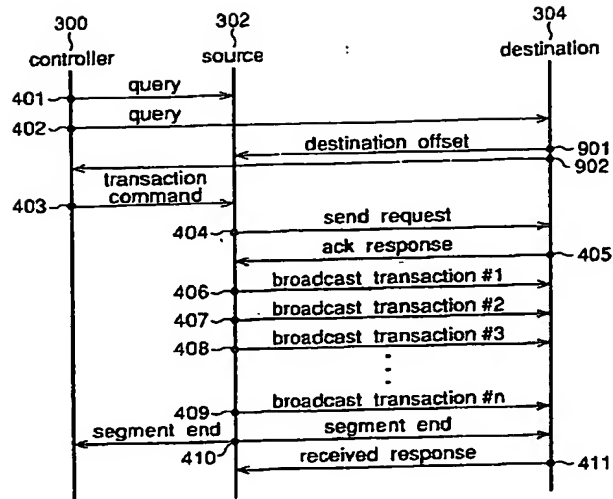 300 302 304
controller source destination
401 query
402 query
destination offset 901
902
transaction
command
403
404 send request
ack response 405
406 broadcast transaction #1
407 broadcast transaction #2
408 broadcast transaction #3
409 broadcast transaction #n
segment end segment end
410
received response 411